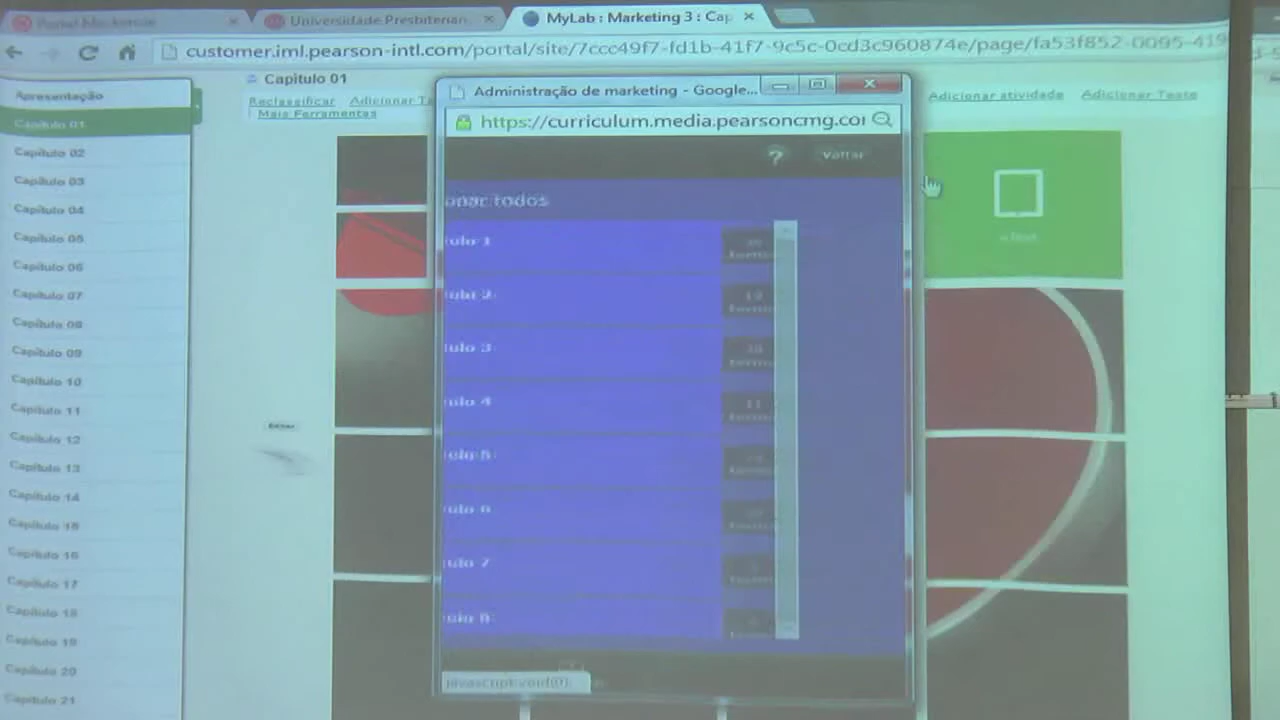 Portal Mackenzie
Universidade Presbiterian
MyLab : Marketing 3 : Cap
customer.iml.pearson-intl.com/portal/site/7ccc49f7-fd1b-41f7-9c5c-0cd3c960874e/page/fa53f852-0095-419
Apresentação
Capítulo 01
Capítulo 02
Capítulo 03
Capítulo 04
Capítulo 05
Capítulo 06
Capítulo 07
Capítulo 08
Capítulo 09
Capítulo 10
Capítulo 11
Capítulo 12
Capítulo 13
Capítulo 14
Capítulo 15
Capítulo 16
Capítulo 17
Capítulo 18
Capítulo 19
Capítulo 20
Capítulo 21
Capítulo 01
Reclassificar Adicionar Ta
Mais Ferramentas
Adicionar atividade Adicionar Teste
Administração de marketing - Google...
https://curriculum.media.pearsoncmg.co
? Voltar
onar todos
ulo 1
ulo 2
ulo 3
ulo 4
ulo 5
ulo 6
ulo 7
ulo 8
javascript:void(0);